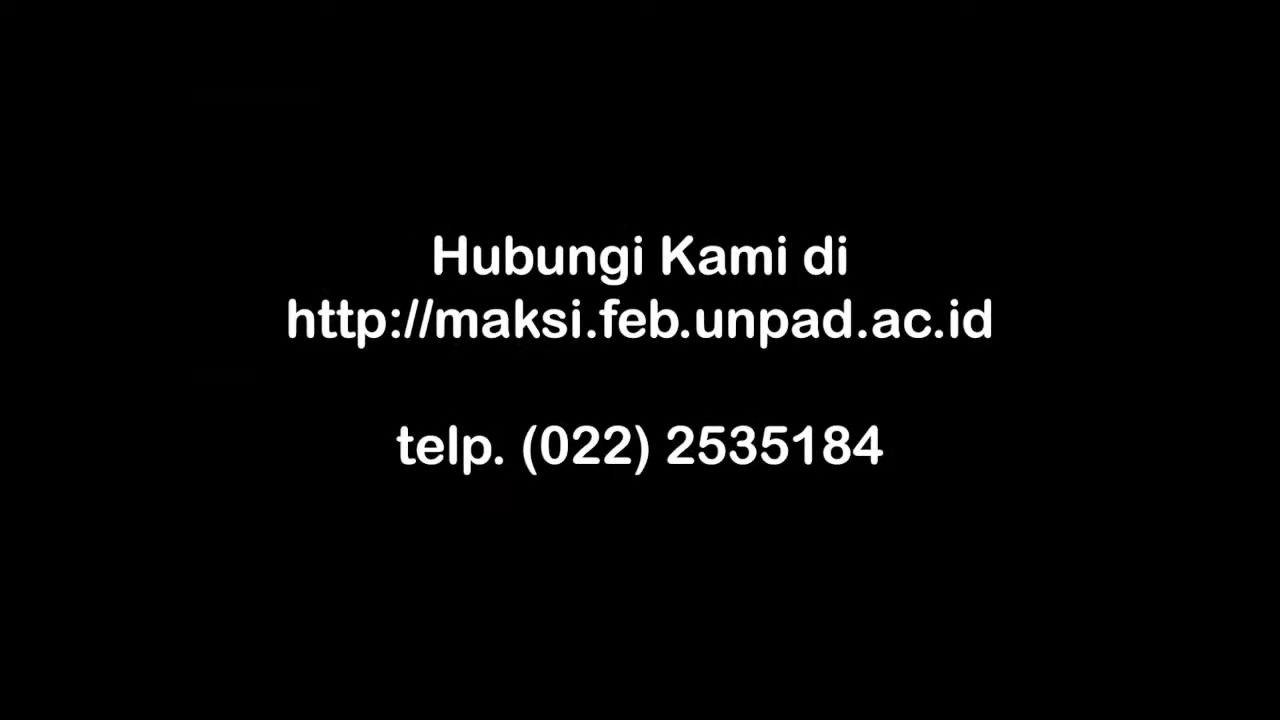 Hubungi Kami di
http://maksi.feb.unpad.ac.id
telp. (022) 2535184